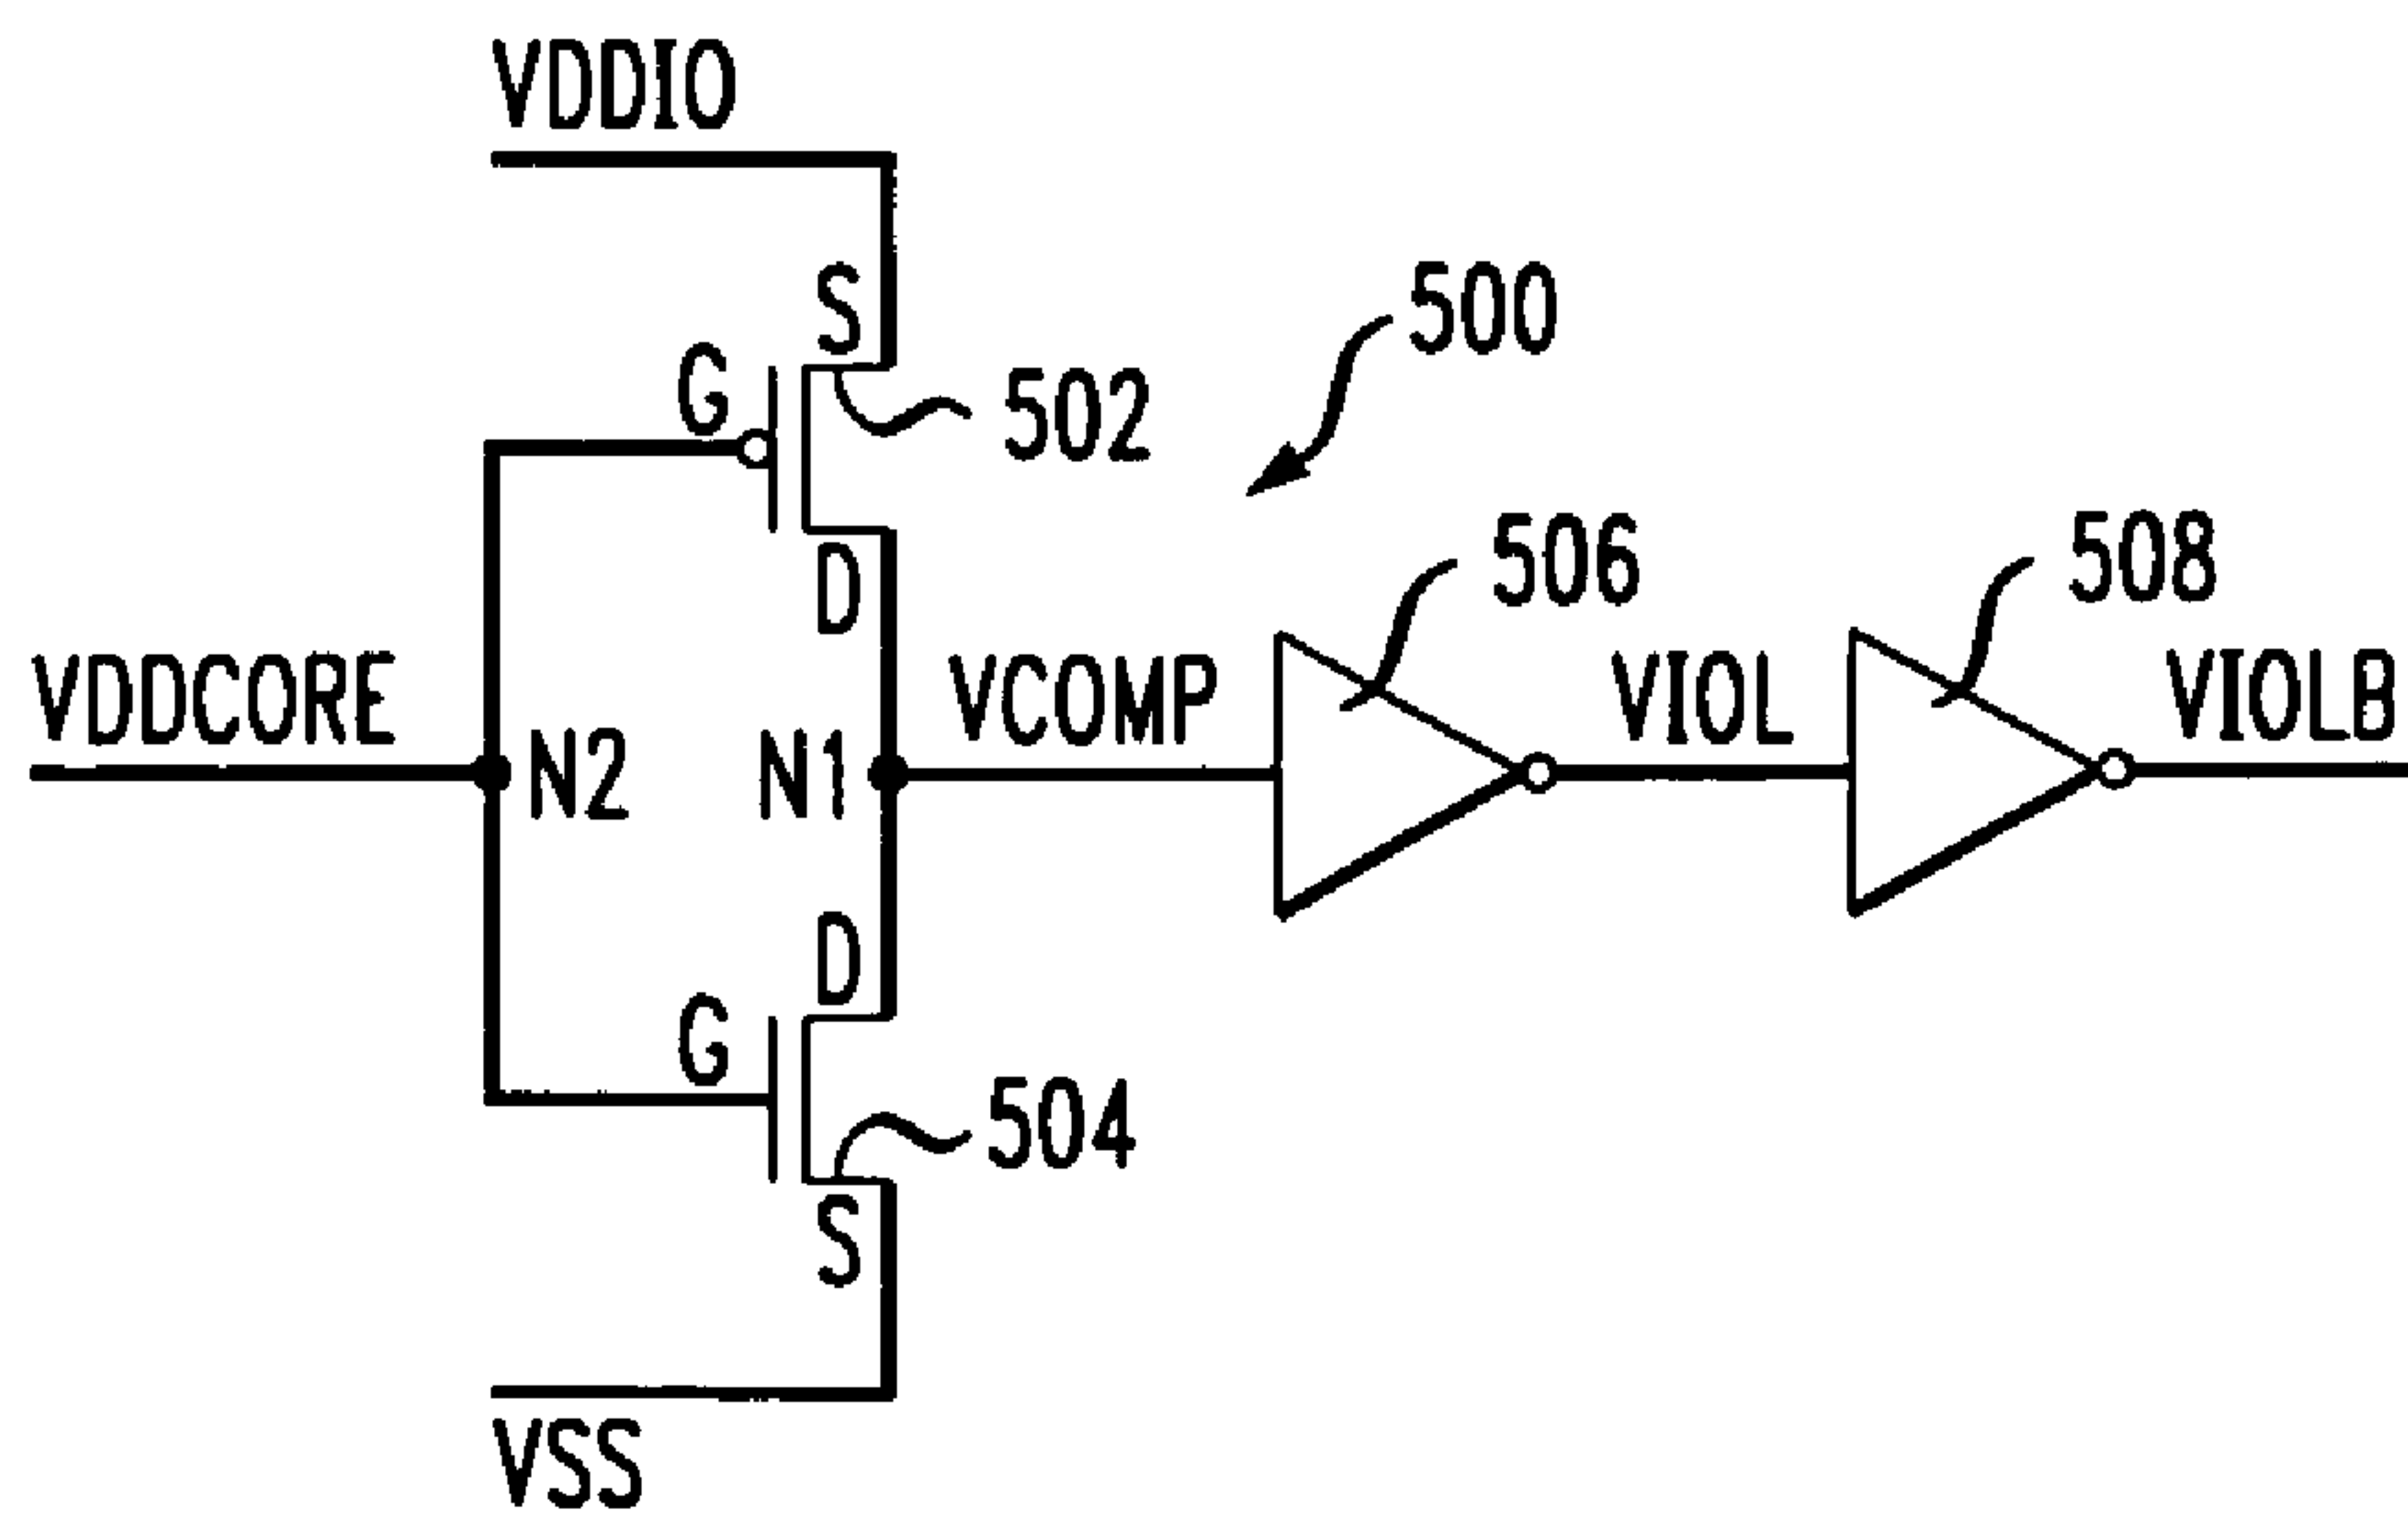 VDDIO
S
500
G
502
506
508
D
VDDCORE
VCOMP
VIOL
VIOLB
N2
N1
D
G
504
S
VSS